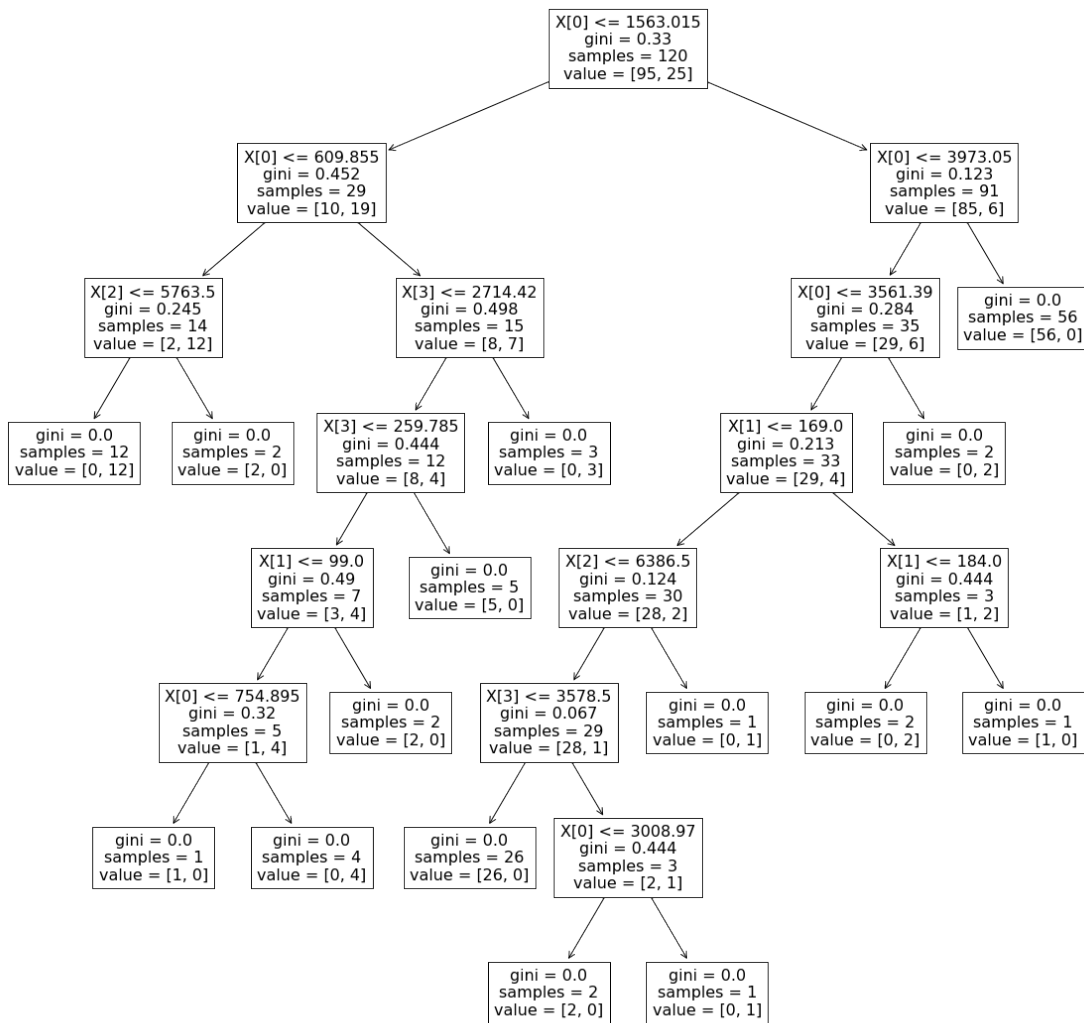 X[0] <= 1563.015
gini = 0.33
samples = 120
value = [95, 25]
X[0] <= 609.855
gini = 0.452
samples = 29
value = [10, 19]
X[0] <= 3973.05
gini = 0.123
samples = 91
value = [85, 6]
X[2] <= 5763.5
gini = 0.245
samples = 14
value = [2, 12]
X[3] <= 2714.42
gini = 0.498
samples = 15
value = [8, 7]
X[0] <= 3561.39
gini = 0.284
samples = 35
value = [29, 6]
gini = 0.0
samples = 56
value = [56, 0]
gini = 0.0
samples = 12
value = [0, 12]
gini = 0.0
samples = 2
value = [2, 0]
X[3] <= 259.785
gini = 0.444
samples = 12
value = [8, 4]
gini = 0.0
samples = 3
value = [0, 3]
X[1] <= 169.0
gini = 0.213
samples = 33
value = [29, 4]
gini = 0.0
samples = 2
value = [0, 2]
X[1] <= 99.0
gini = 0.49
samples = 7
value = [3, 4]
gini = 0.0
samples = 5
value = [5, 0]
X[2] <= 6386.5
gini = 0.124
samples = 30
value = [28, 2]
X[1] <= 184.0
gini = 0.444
samples = 3
value = [1, 2]
X[0] <= 754.895
gini = 0.32
samples = 5
value = [1, 4]
gini = 0.0
samples = 2
value = [2, 0]
X[3] <= 3578.5
gini = 0.067
samples = 29
value = [28, 1]
gini = 0.0
samples = 1
value = [0, 1]
gini = 0.0
samples = 2
value = [0, 2]
gini = 0.0
samples = 1
value = [1, 0]
gini = 0.0
samples = 1
value = [1, 0]
gini = 0.0
samples = 4
value = [0, 4]
gini = 0.0
samples = 26
value = [26, 0]
X[0] <= 3008.97
gini = 0.444
samples = 3
value = [2, 1]
gini = 0.0
samples = 2
value = [2, 0]
gini = 0.0
samples = 1
value = [0, 1]